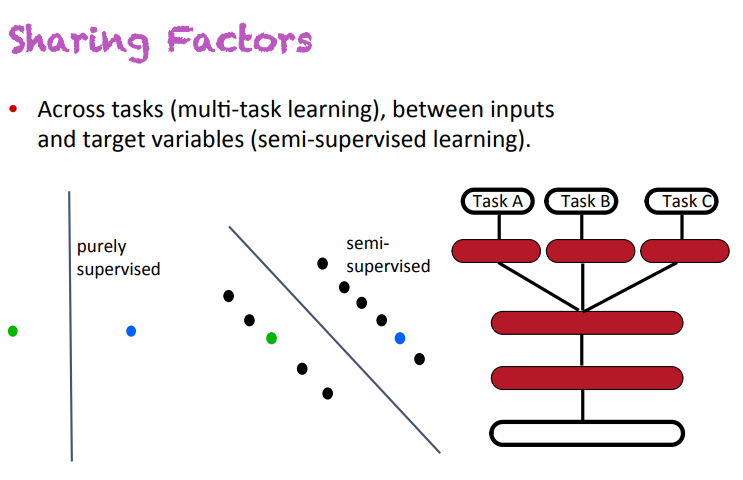 Sharing Factors
• Across tasks (multi-task learning), between inputs
and target variables (semi-supervised learning).
purely
supervised
semi-
supervised
Task A
Task B
Task C